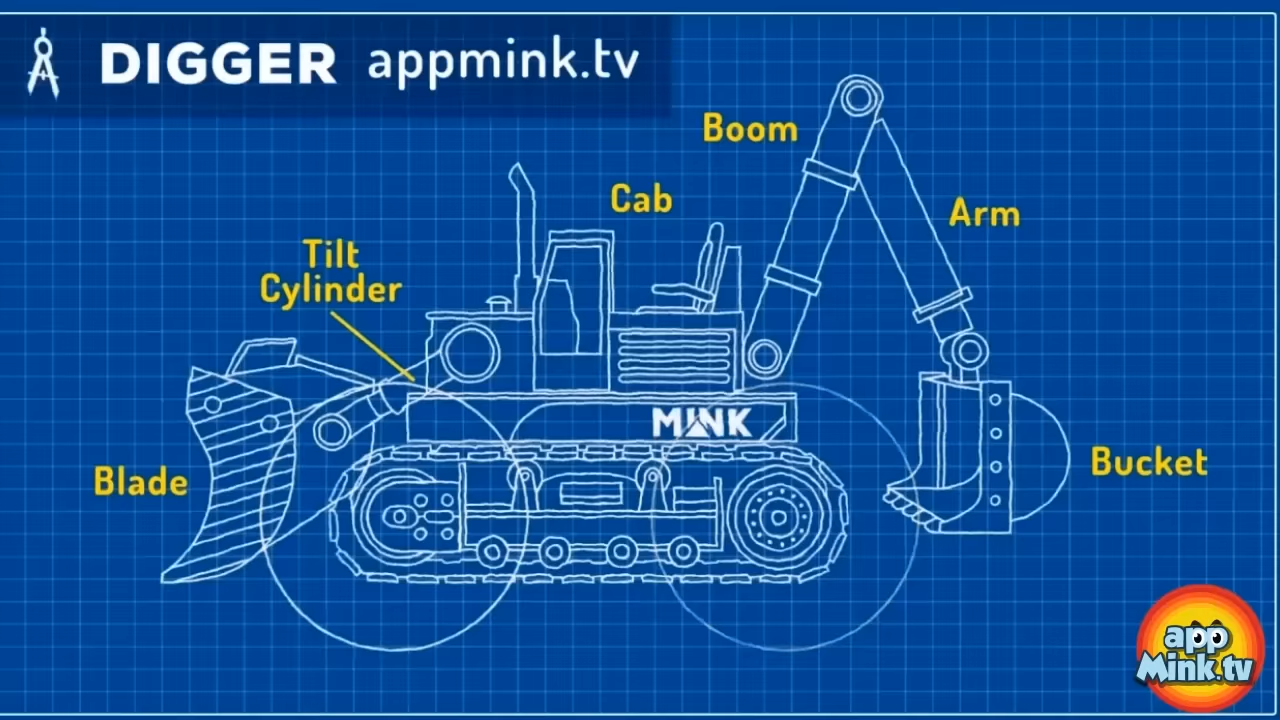 DIGGER appmink.tv
Boom
Cab
Arm
Tilt
Cylinder
MINK
Blade
Bucket
app
Mink.tv